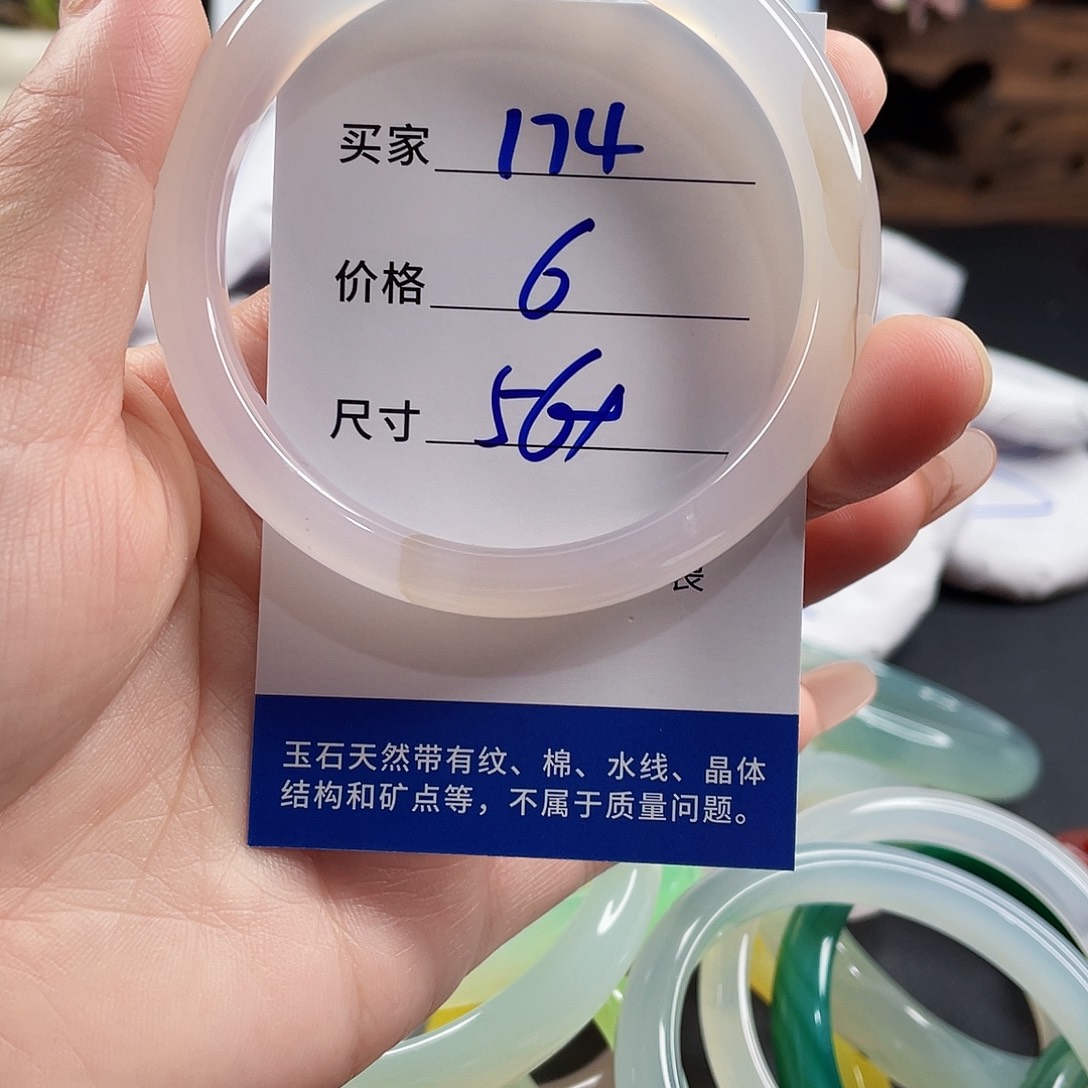 买家 174
价格 6
尺寸 56+
玉石天然带有纹、棉、水线、晶体
结构和矿点等，不属于质量问题。